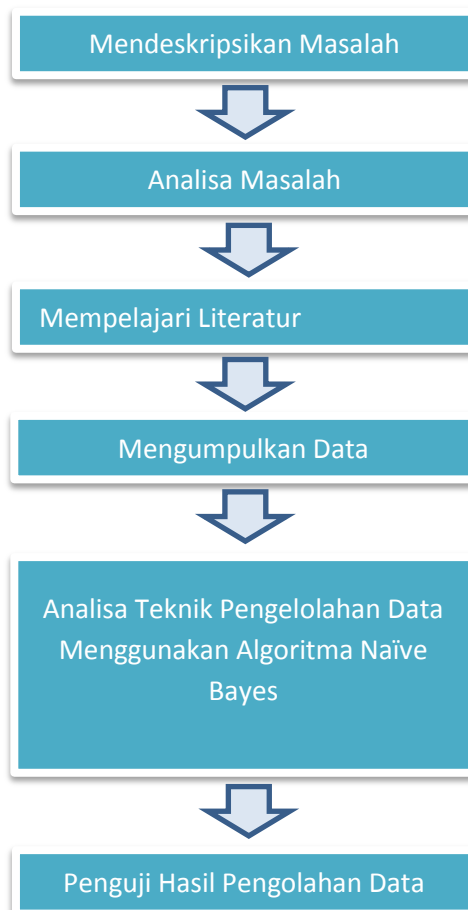 Mendeskripsikan Masalah
Analisa Masalah
Mempelajari Literatur
Mengumpulkan Data
Analisa Teknik Pengelolahan Data
Menggunakan Algoritma Naïve
Bayes
Penguji Hasil Pengolahan Data